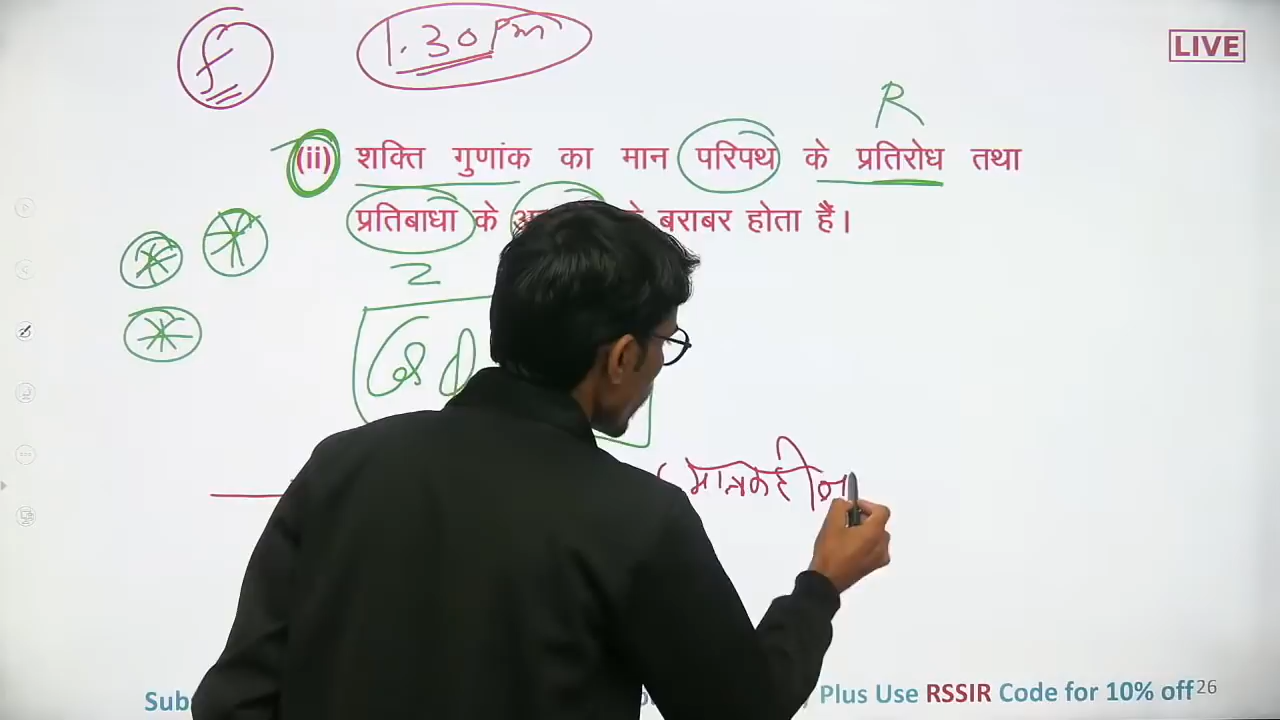 f 1.30 Pm
LIVE
R
(ii) शक्ति गुणांक का मान परिपथ के प्रतिरोध तथा
प्रतिबाधा के बराबर होता हैं।
Z
मात्रकहीन
Plus Use RSSIR Code for 10% off 26